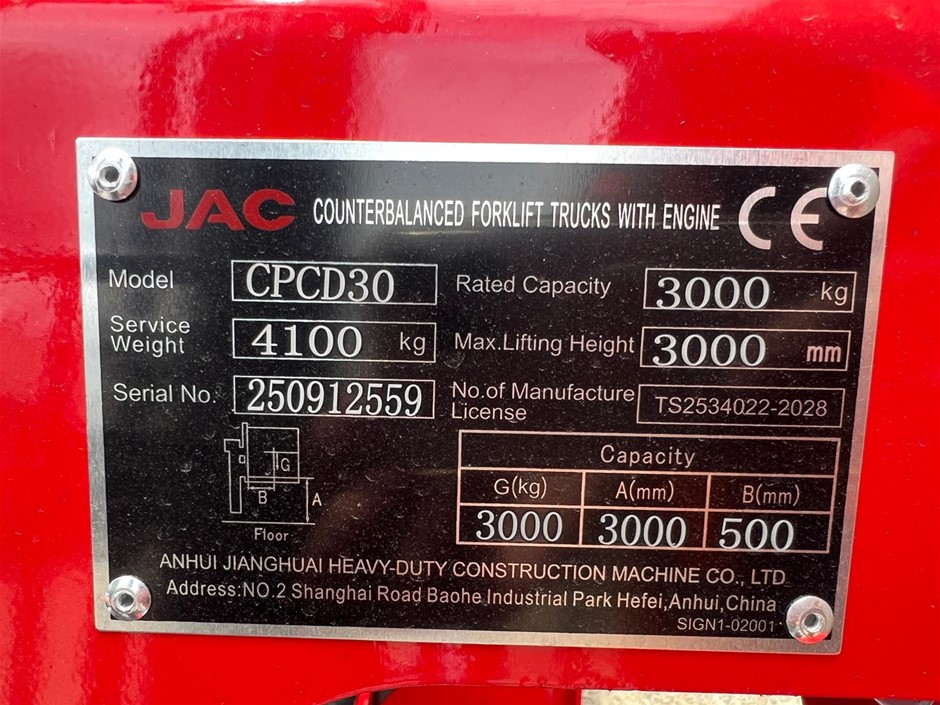 JAC COUNTERBALANCED FORKLIFT TRUCKS WITH ENGINE CE
Model CPCD30 Rated Capacity 3000 kg
Service Weight 4100 kg Max.Lifting Height 3000 mm
Serial No. 250912559 No.of Manufacture License TS2534022-2028
Capacity
G(kg) A(mm) B(mm)
3000 3000 500
G
B
A
Floor
ANHUI JIANGHUAI HEAVY-DUTY CONSTRUCTION MACHINE CO., LTD
Address:NO.2 Shanghai Road Baohe Industrial Park Hefei,Anhui,China
SIGN1-02001